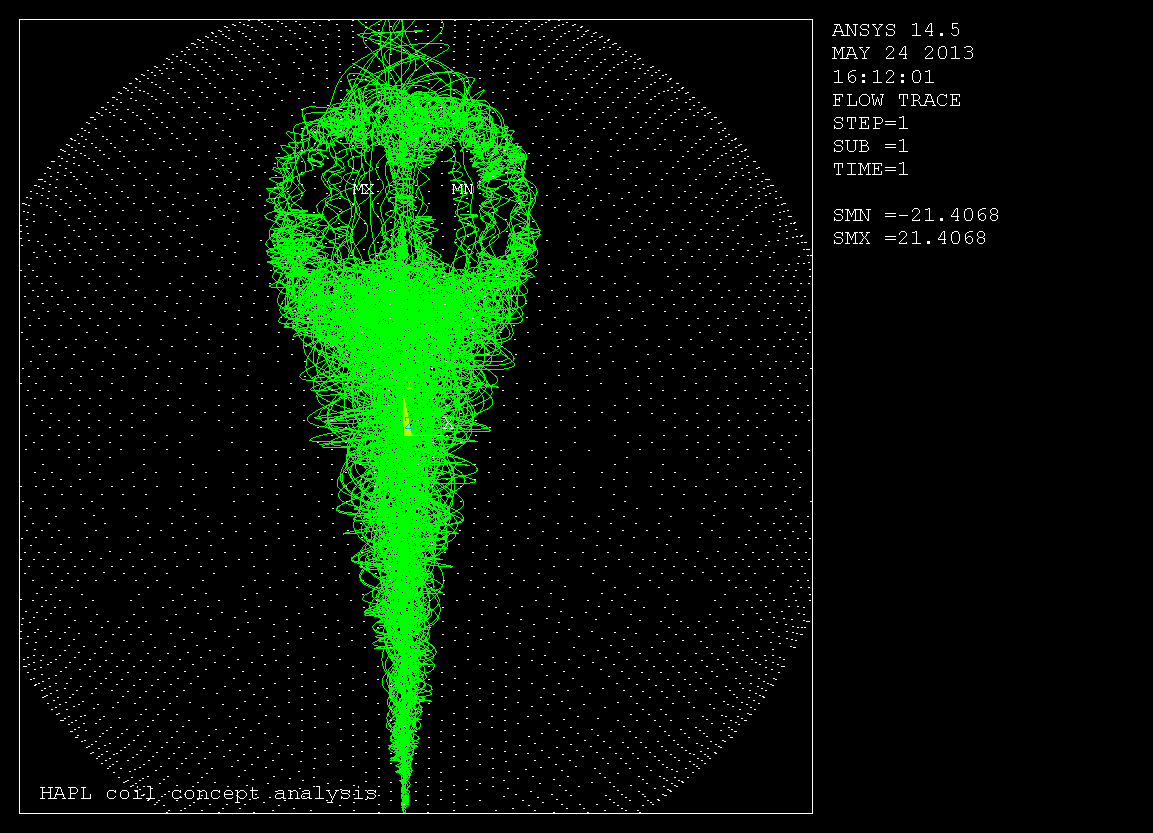 ANSYS 14.5
MAY 24 2013
16:12:01
FLOW TRACE
STEP=1
SUB =1
TIME=1
SMN =-21.4068
SMX =21.4068
MX
MN
Y
Z
X
HAPL coil concept analysis